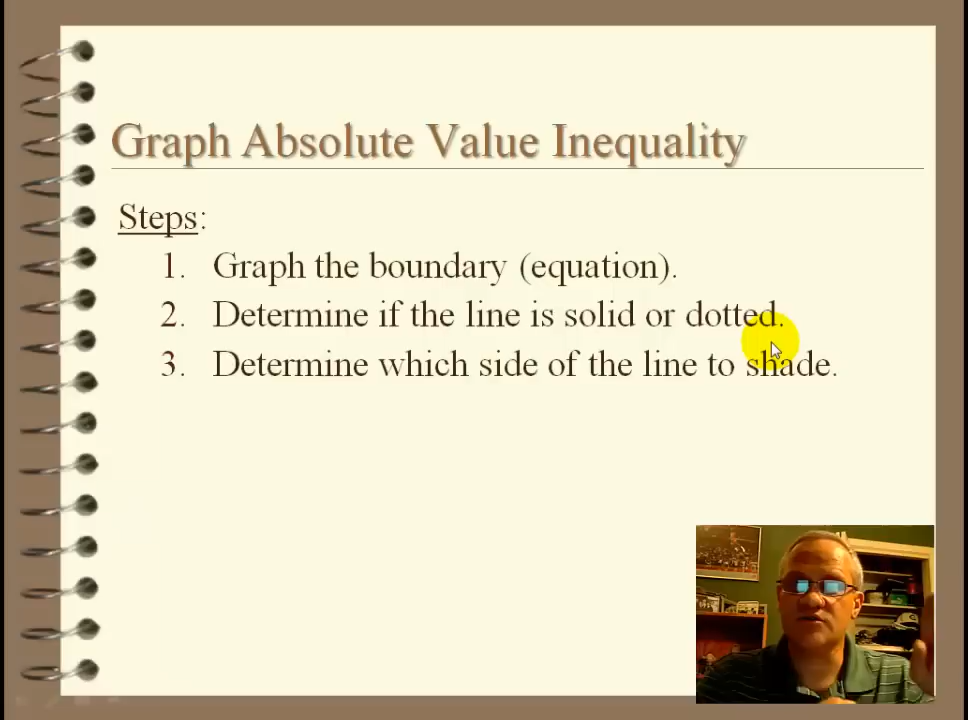 Graph Absolute Value Inequality
Steps:
1. Graph the boundary (equation).
2. Determine if the line is solid or dotted.
3. Determine which side of the line to shade.